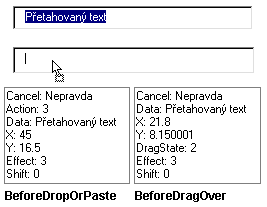 Přetahovaný text
Cancel: Nepravda
Action: 3
Data: Přetahovaný text
X: 45
Y: 16.5
Effect: 3
Shift: 0
BeforeDropOrPaste
Cancel: Nepravda
Data: Přetahovaný text
X: 21.8
Y: 8.150001
DragState: 2
Effect: 3
Shift: 0
BeforeDragOver